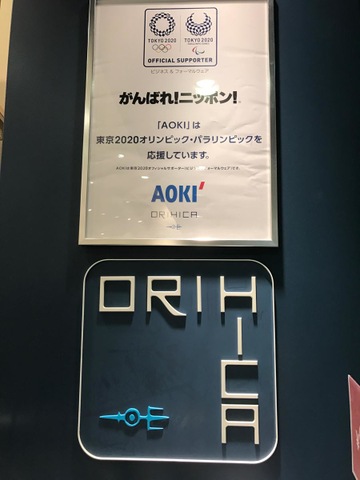 TOKYO 2020
TOKYO 2020
PARALYMPIC GAMES
OFFICIAL SUPPORTER
ビジネス & フォーマルウェア
がんばれ!ニッポン!
「AOKI」は
東京2020オリンピック・パラリンピックを
応援しています。
AOKI
ORIHICA
ORIHICA